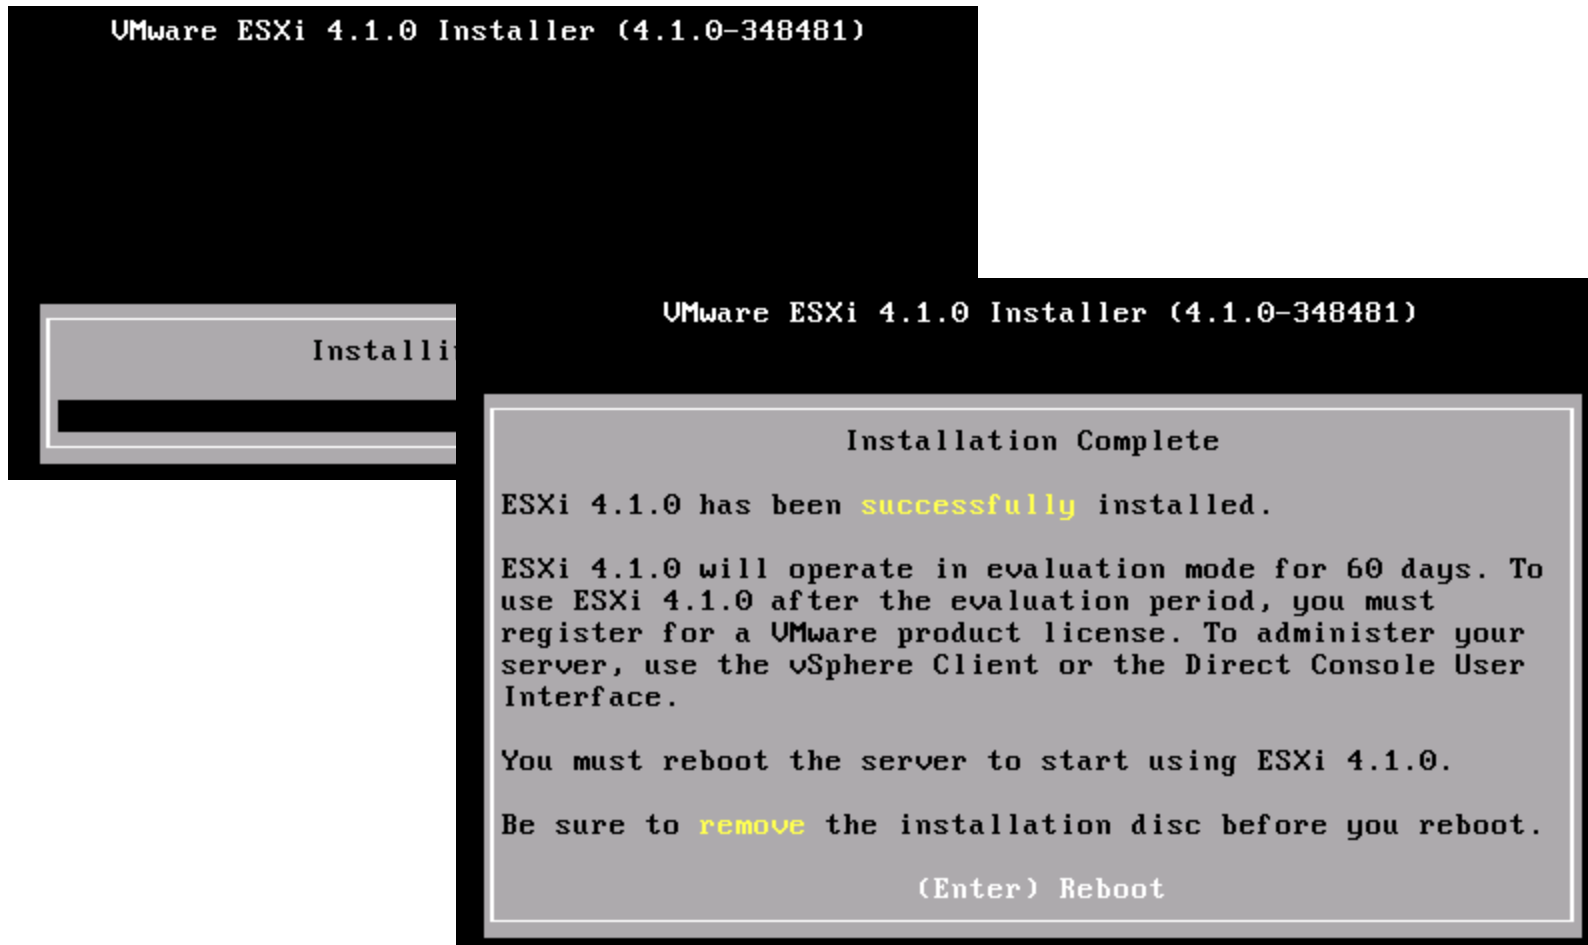 VMware ESXi 4.1.0 Installer (4.1.0-348481)
VMware ESXi 4.1.0 Installer (4.1.0-348481)
Installation Complete
ESXi 4.1.0 has been successfully installed.
ESXi 4.1.0 will operate in evaluation mode for 60 days. To
use ESXi 4.1.0 after the evaluation period, you must
register for a VMware product license. To administer your
server, use the vSphere Client or the Direct Console User
Interface.
You must reboot the server to start using ESXi 4.1.0.
Be sure to remove the installation disc before you reboot.
(Enter) Reboot